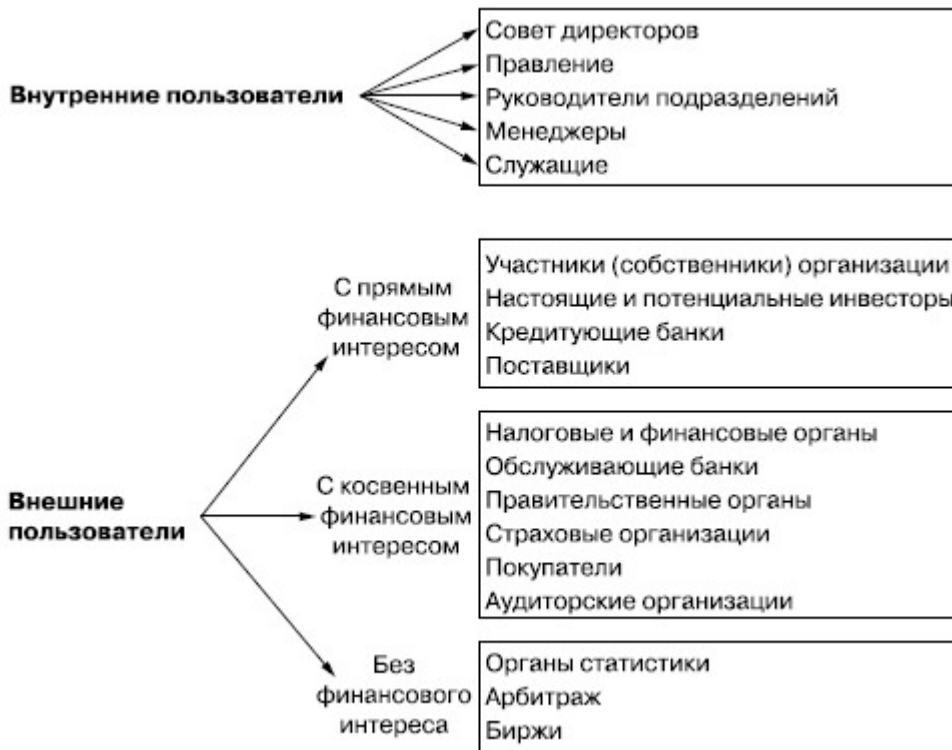 Внутренние пользователи
Совет директоров
Правление
Руководители подразделений
Менеджеры
Служащие
Внешние
пользователи
С прямым
финансовым
интересом
Участники (собственники) организации
Настоящие и потенциальные инвесторы
Кредитующие банки
Поставщики
С косвенным
финансовым
интересом
Налоговые и финансовые органы
Обслуживающие банки
Правительственные органы
Страховые организации
Покупатели
Аудиторские организации
Без
финансового
интереса
Органы статистики
Арбитраж
Биржи